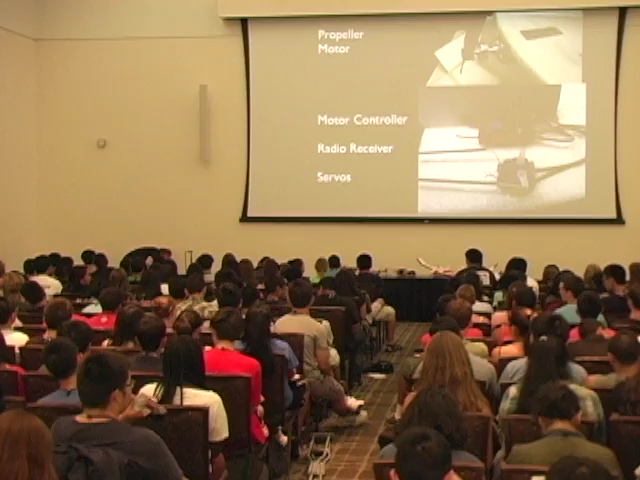 Propeller
Motor
Motor Controller
Radio Receiver
Servos